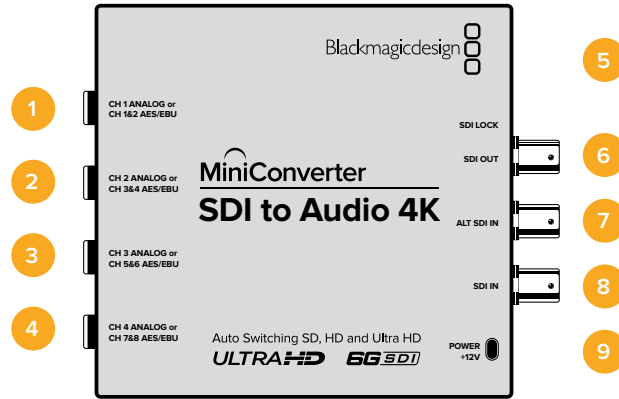 Blackmagicdesign
1
CH 1 ANALOG or
CH 1&2 AES/EBU
5
SDI LOCK
SDI OUT
6
2
CH 2 ANALOG or
CH 3&4 AES/EBU
MiniConverter
SDI to Audio 4K
ALT SDI IN
7
3
CH 3 ANALOG or
CH 5&6 AES/EBU
SDI IN
8
4
CH 4 ANALOG or
CH 7&8 AES/EBU
Auto Switching SD, HD and Ultra HD
ULTRA HD 6G SDI
POWER
+12V
9